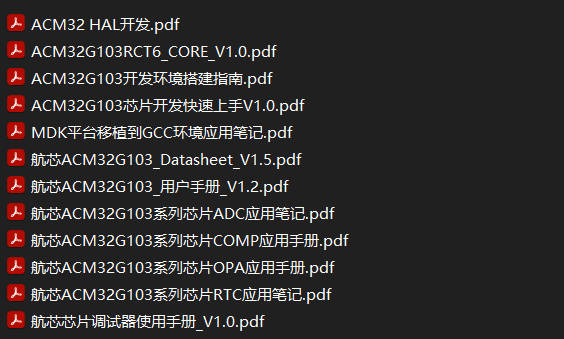 ACM32 HAL开发.pdf
ACM32G103RCT6_CORE_V1.0.pdf
ACM32G103开发环境搭建指南.pdf
ACM32G103芯片开发快速上手V1.0.pdf
MDK平台移植到GCC环境应用笔记.pdf
航芯ACM32G103_Datasheet_V1.5.pdf
航芯ACM32G103_用户手册_V1.2.pdf
航芯ACM32G103系列芯片ADC应用笔记.pdf
航芯ACM32G103系列芯片COMP应用手册.pdf
航芯ACM32G103系列芯片OPA应用手册.pdf
航芯ACM32G103系列芯片RTC应用笔记.pdf
航芯芯片调试器使用手册_V1.0.pdf